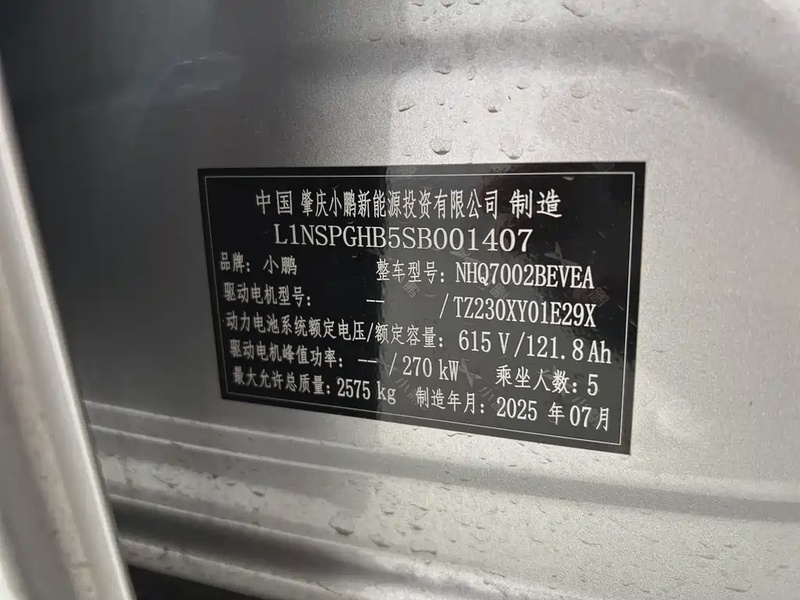 中国 肇庆小鹏新能源投资有限公司 制造
L1NSPGHB5SB001407
品牌：小鹏 整车型号：NHQ7002BEVEA
驱动电机型号： -- /TZ230XY01E29X
动力电池系统额定电压/额定容量：615 V/121.8Ah
驱动电机峰值功率： -- /270 kW 乘坐人数：5
最大允许总质量：2575 kg 制造年月：2025 年07月